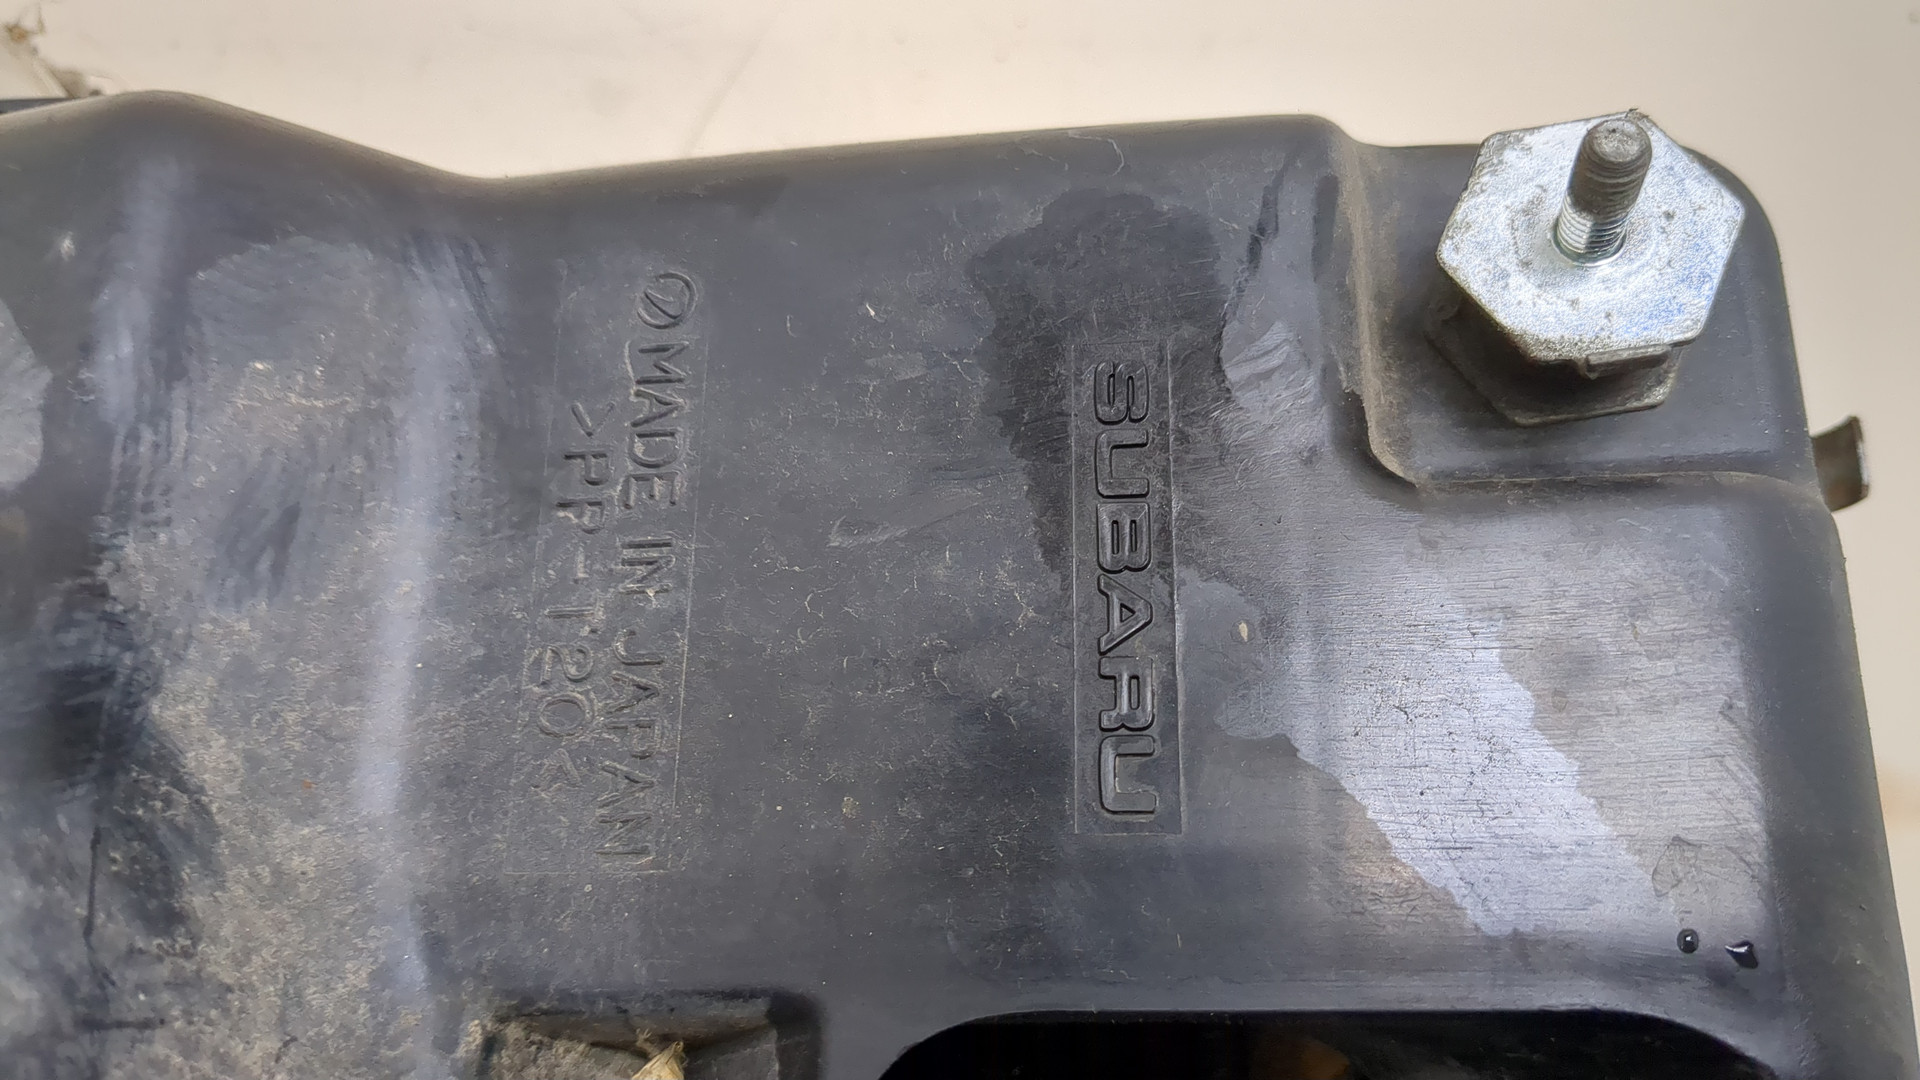 SUBARU
MADE IN JAPAN
>PP-T20<